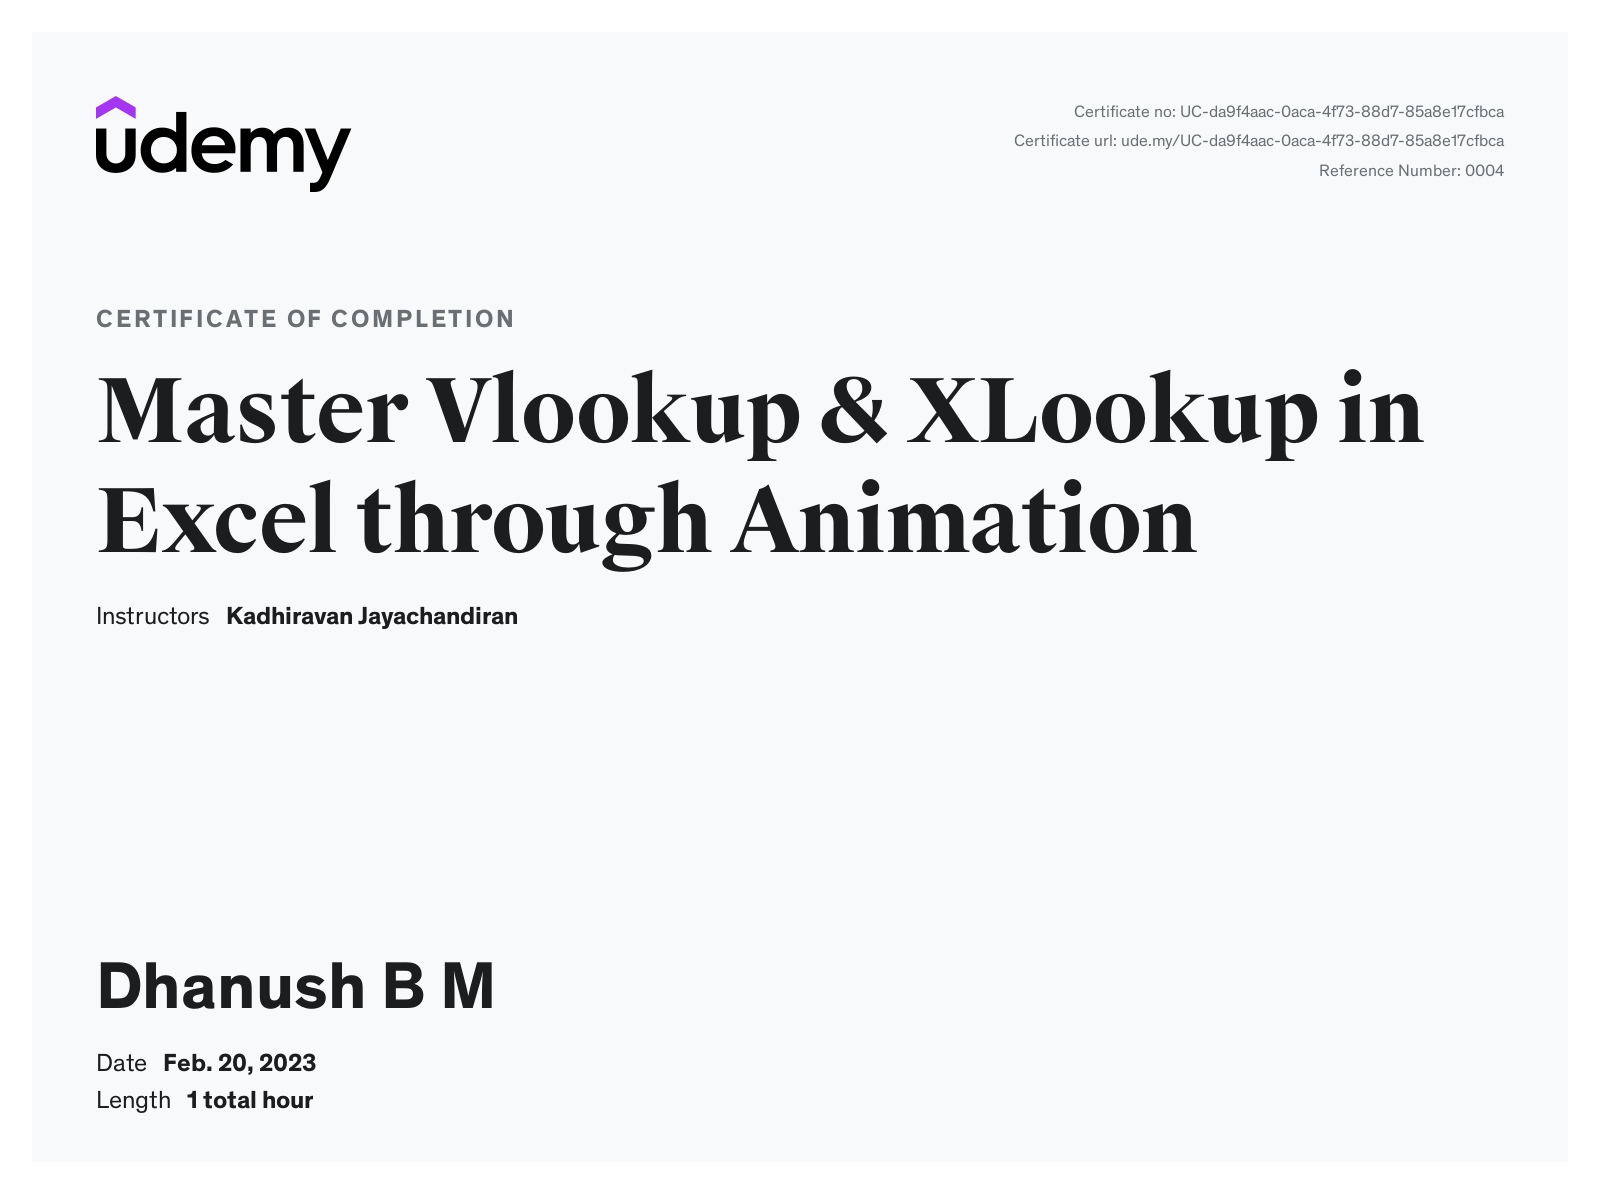 udemy
Certificate no: UC-da9f4aac-0aca-4f73-88d7-85a8e17cfbca
Certificate url: ude.my/UC-da9f4aac-0aca-4f73-88d7-85a8e17cfbca
Reference Number: 0004
CERTIFICATE OF COMPLETION
Master Vlookup & XLookup in
Excel through Animation
Instructors Kadhiravan Jayachandiran
Dhanush B M
Date Feb. 20, 2023
Length 1 total hour